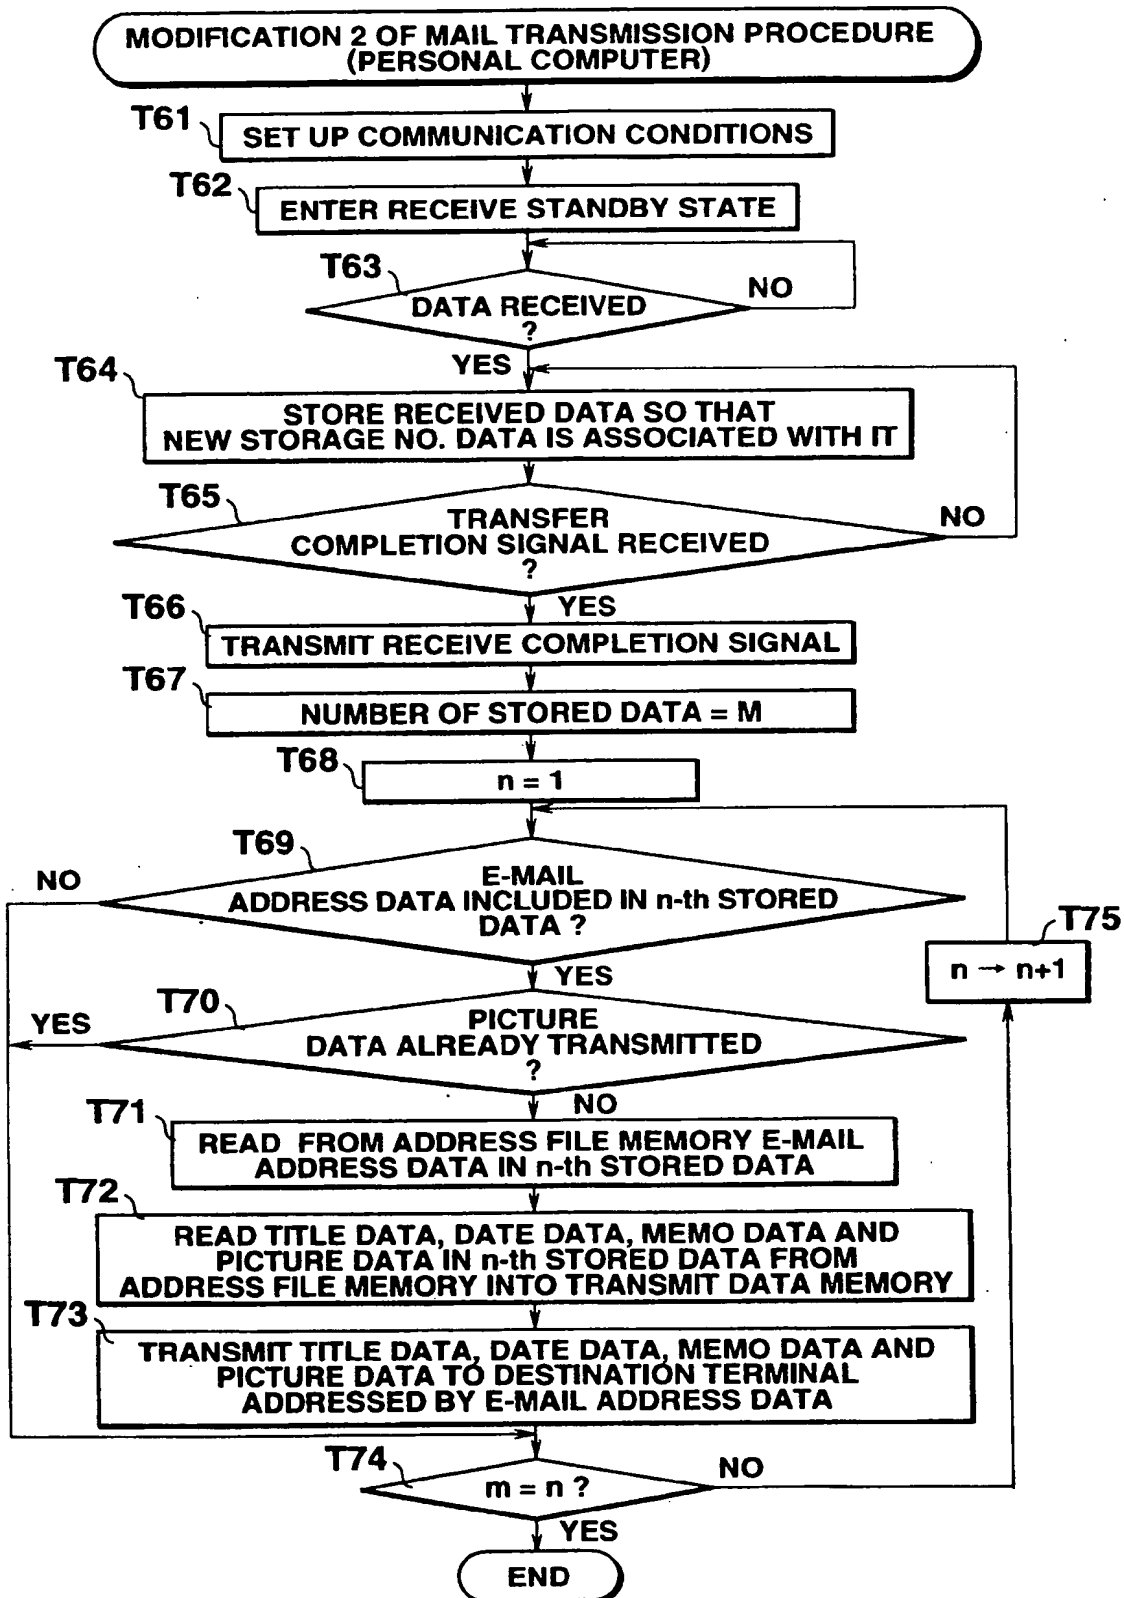 MODIFICATION 2 OF MAIL TRANSMISSION PROCEDURE
(PERSONAL COMPUTER)
T61
SET UP COMMUNICATION CONDITIONS
T62
ENTER RECEIVE STANDBY STATE
T63
DATA RECEIVED
?
NO
YES
T64
STORE RECEIVED DATA SO THAT
NEW STORAGE NO. DATA IS ASSOCIATED WITH IT
T65
TRANSFER
COMPLETION SIGNAL RECEIVED
?
NO
YES
T66
TRANSMIT RECEIVE COMPLETION SIGNAL
T67
NUMBER OF STORED DATA = M
T68
n = 1
T69
E-MAIL
ADDRESS DATA INCLUDED IN n-th STORED
DATA ?
NO
YES
T75
n → n+1
T70
PICTURE
DATA ALREADY TRANSMITTED
?
YES
NO
T71
READ FROM ADDRESS FILE MEMORY E-MAIL
ADDRESS DATA IN n-th STORED DATA
T72
READ TITLE DATA, DATE DATA, MEMO DATA AND
PICTURE DATA IN n-th STORED DATA FROM
ADDRESS FILE MEMORY INTO TRANSMIT DATA MEMORY
T73
TRANSMIT TITLE DATA, DATE DATA, MEMO DATA AND
PICTURE DATA TO DESTINATION TERMINAL
ADDRESSED BY E-MAIL ADDRESS DATA
T74
m = n ?
NO
YES
END